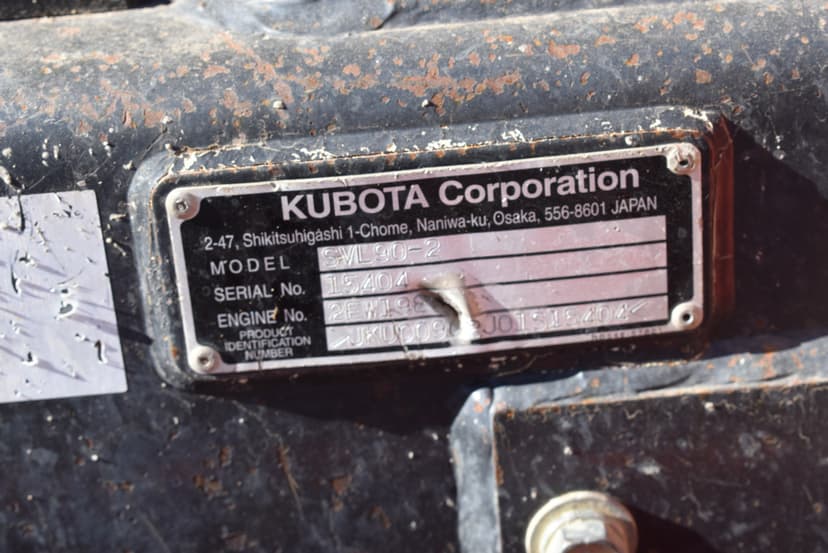 KUBOTA Corporation
2-47, Shikitsuhigashi 1-Chome, Naniwa-ku, Osaka, 556-8601 JAPAN
MODEL SVL90-2
SERIAL No. 15404
ENGINE No.
PRODUCT
IDENTIFICATION
NUMBER